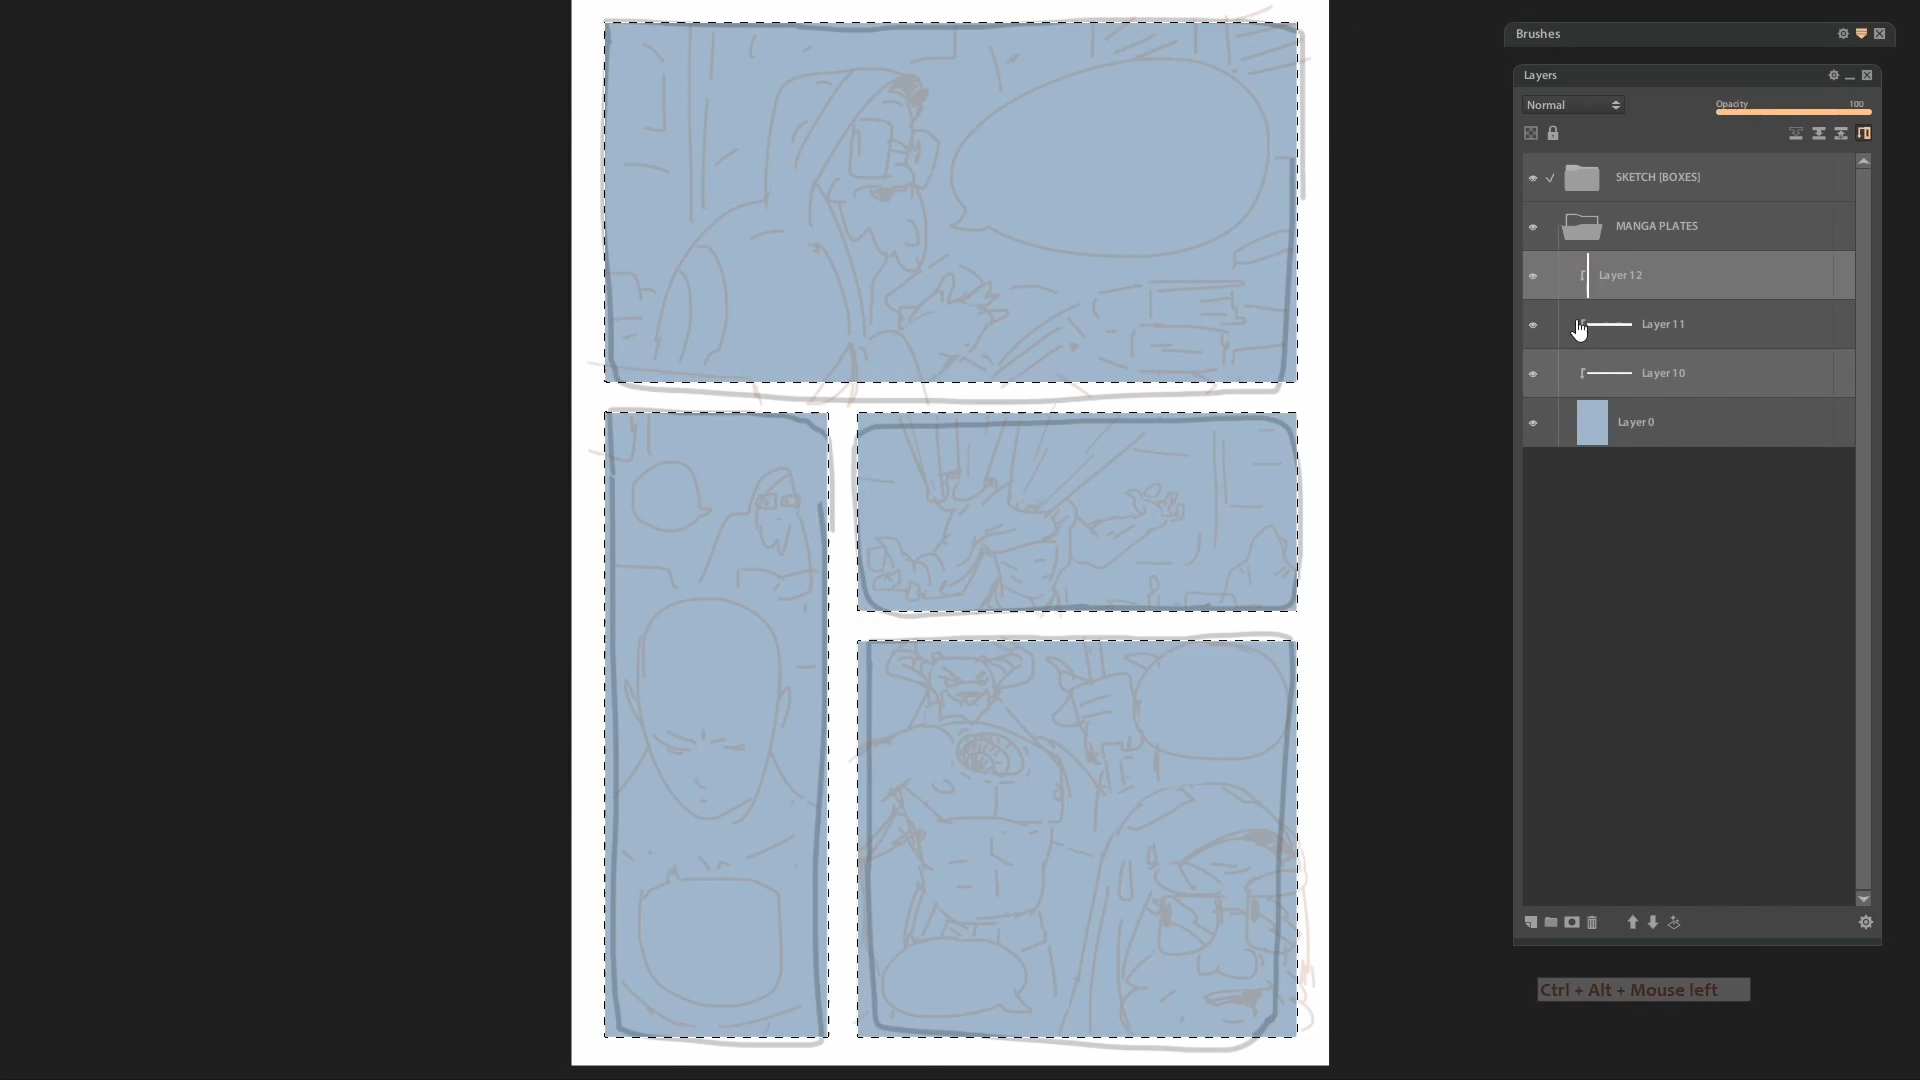 Brushes
Layers
Normal
Opacity 100
SKETCH [BOXES]
MANGA PLATES
Layer 12
Layer 11
Layer 10
Layer 0
Ctrl + Alt + Mouse left